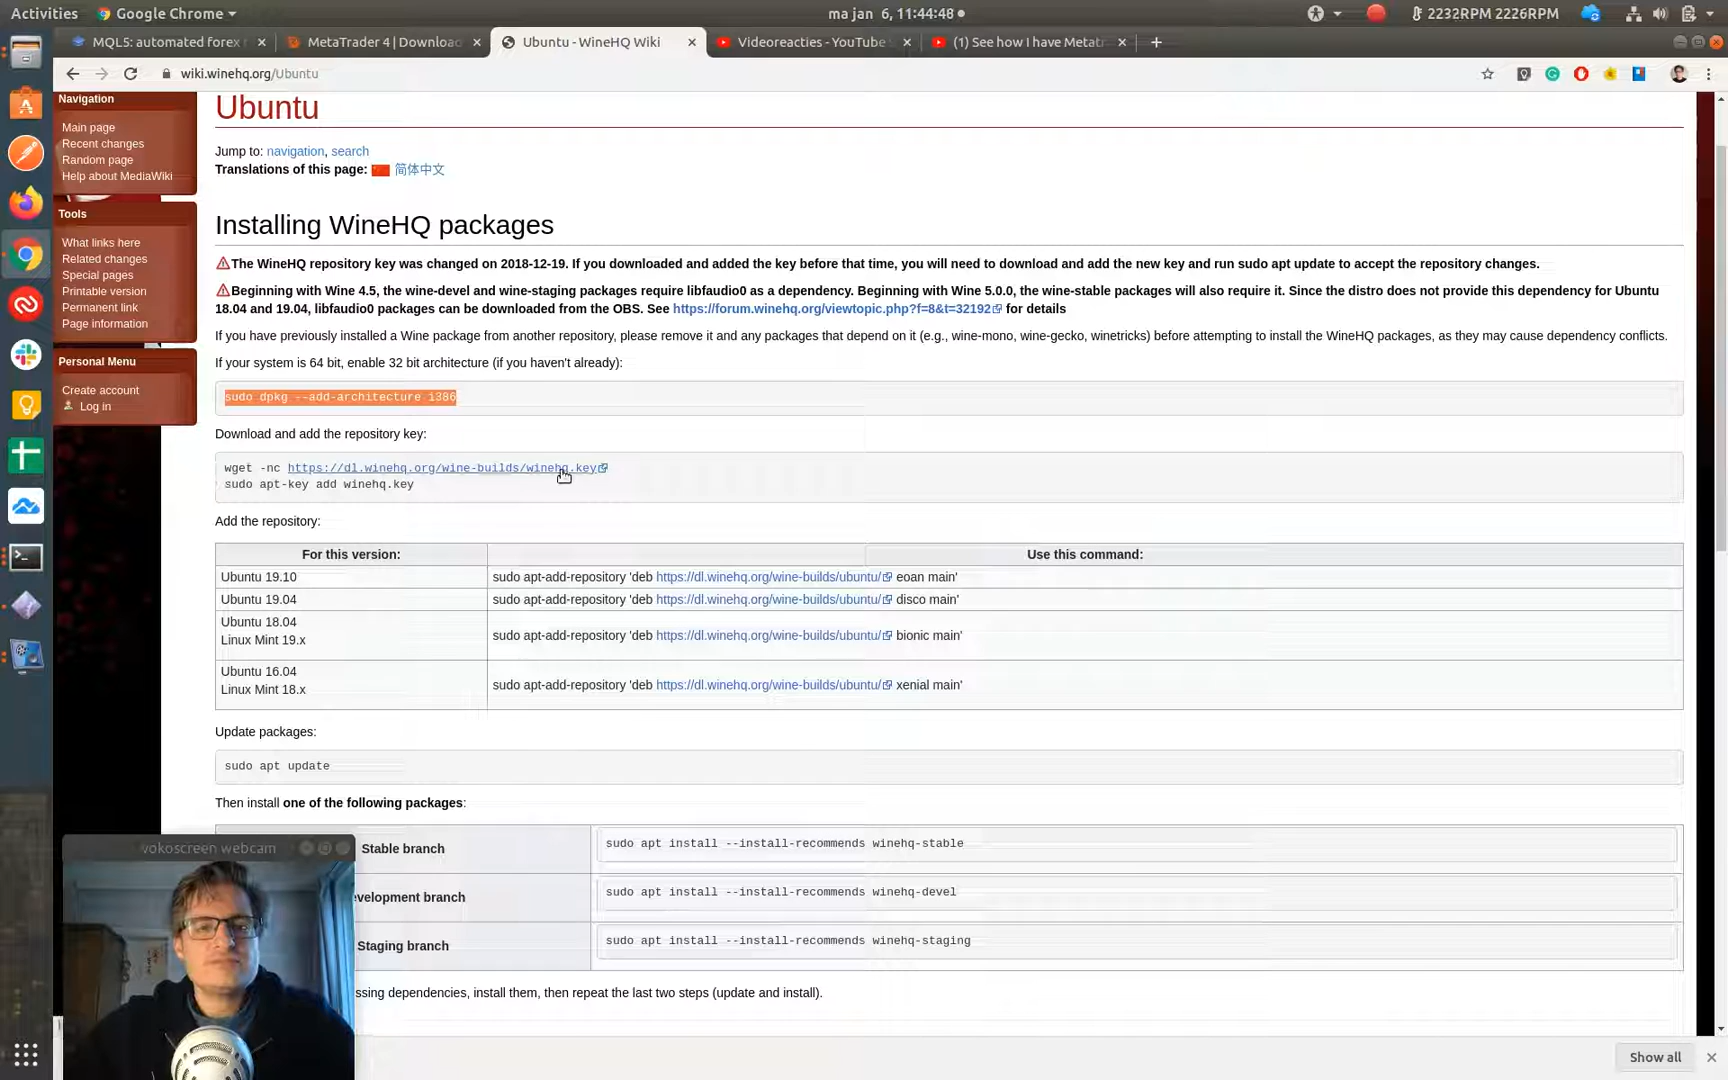 Activities
Google Chrome
ma jan 6, 11:44:48
2232RPM 2226RPM
MQL5: automated forex
MetaTrader 4 | Downloa
Ubuntu - WineHQ Wiki
Videoreacties - YouTube
(1) See how I have Metat
wiki.winehq.org/Ubuntu
Navigation
Main page
Recent changes
Random page
Help about MediaWiki
Tools
What links here
Related changes
Special pages
Printable version
Permanent link
Page information
Personal Menu
Create account
Log in
Ubuntu
Jump to: navigation, search
Translations of this page: 简体中文
Installing WineHQ packages
The WineHQ repository key was changed on 2018-12-19. If you downloaded and added the key before that time, you will need to download and add the new key and run sudo apt update to accept the repository changes.
Beginning with Wine 4.5, the wine-devel and wine-staging packages require libfaudio0 as a dependency. Beginning with Wine 5.0.0, the wine-stable packages will also require it. Since the distro does not provide this dependency for Ubuntu
18.04 and 19.04, libfaudio0 packages can be downloaded from the OBS. See https://forum.winehq.org/viewtopic.php?f=8&t=32192 for details
If you have previously installed a Wine package from another repository, please remove it and any packages that depend on it (e.g., wine-mono, wine-gecko, winetricks) before attempting to install the WineHQ packages, as they may cause dependency conflicts.
If your system is 64 bit, enable 32 bit architecture (if you haven't already):
sudo dpkg --add-architecture i386
Download and add the repository key:
wget -nc https://dl.winehq.org/wine-builds/winehq.key
sudo apt-key add winehq.key
Add the repository:
For this version: Use this command:
Ubuntu 19.10 sudo apt-add-repository 'deb https://dl.winehq.org/wine-builds/ubuntu/ eoan main'
Ubuntu 19.04 sudo apt-add-repository 'deb https://dl.winehq.org/wine-builds/ubuntu/ disco main'
Ubuntu 18.04
Linux Mint 19.x
sudo apt-add-repository 'deb https://dl.winehq.org/wine-builds/ubuntu/ bionic main'
Ubuntu 16.04
Linux Mint 18.x
sudo apt-add-repository 'deb https://dl.winehq.org/wine-builds/ubuntu/ xenial main'
Update packages:
sudo apt update
Then install one of the following packages:
Stable branch sudo apt install --install-recommends winehq-stable
evelopment branch sudo apt install --install-recommends winehq-devel
Staging branch sudo apt install --install-recommends winehq-staging
ssing dependencies, install them, then repeat the last two steps (update and install).
vokoscreen webcam
Show all